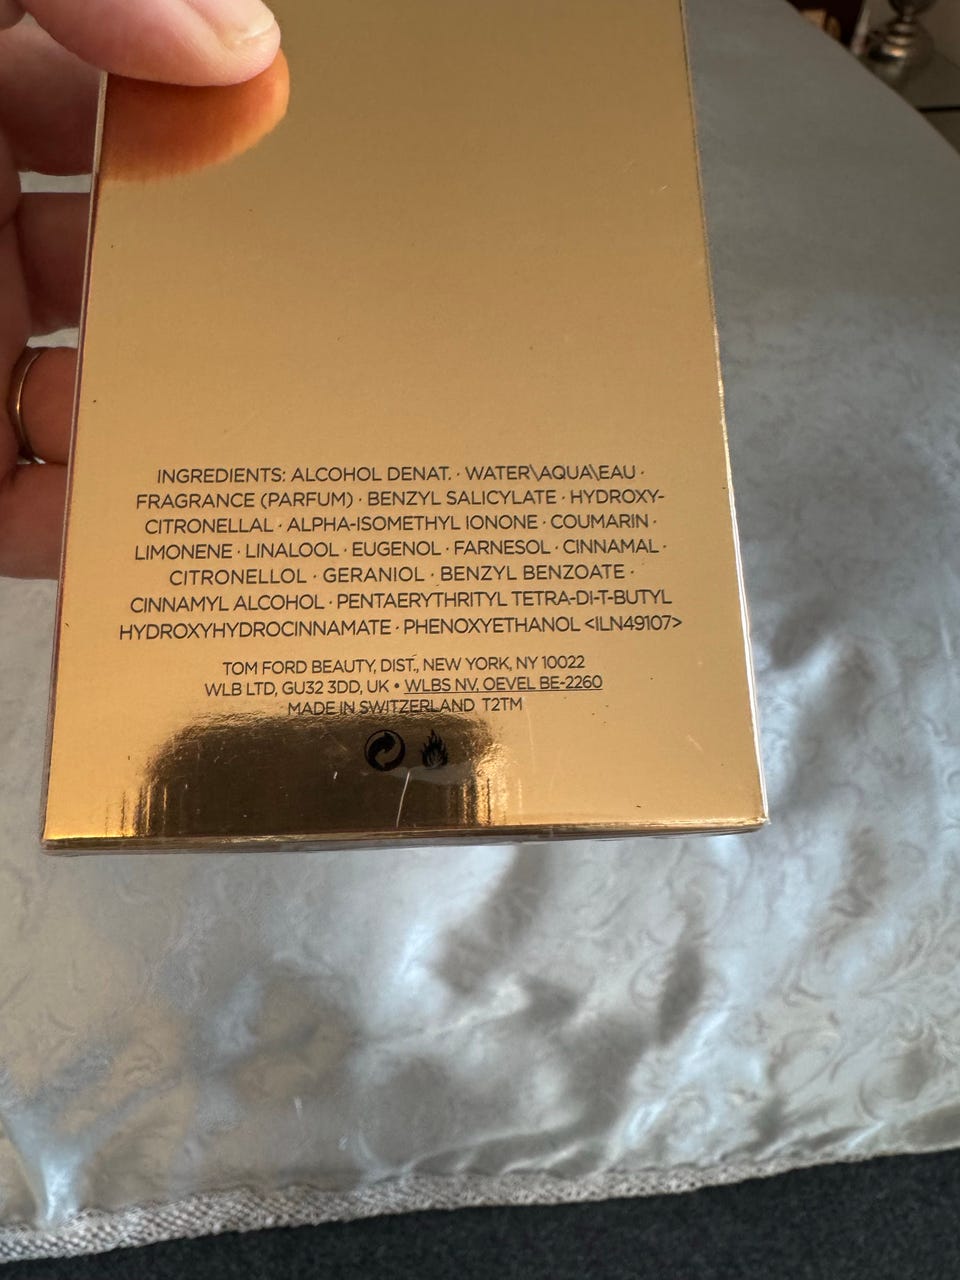 INGREDIENTS: ALCOHOL DENAT. · WATER\AQUA\EAU ·
FRAGRANCE (PARFUM) · BENZYL SALICYLATE · HYDROXY-
CITRONELLAL · ALPHA-ISOMETHYL IONONE · COUMARIN ·
LIMONENE · LINALOOL · EUGENOL · FARNESOL · CINNAMAL ·
CITRONELLOL · GERANIOL · BENZYL BENZOATE ·
CINNAMYL ALCOHOL · PENTAERYTHRITYL TETRA-DI-T-BUTYL
HYDROXYHYDROCINNAMATE · PHENOXYETHANOL <ILN49107>
TOM FORD BEAUTY, DIST., NEW YORK, NY 10022
WLB LTD, GU32 3DD, UK • WLBS NV, OEVEL BE-2260
MADE IN SWITZERLAND T2TM